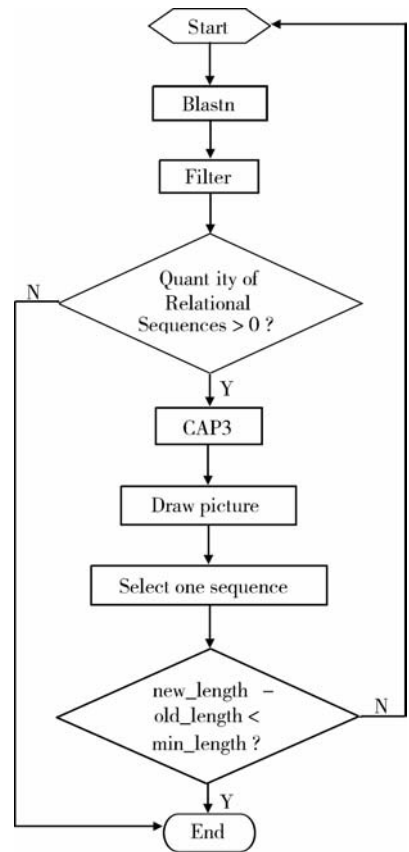 Start
Blastn
Filter
N
Quant ity of
Relational
Sequences > 0 ?
Y
CAP3
Draw picture
Select one sequence
new_length –
old_length <
min_length ?
N
Y
End